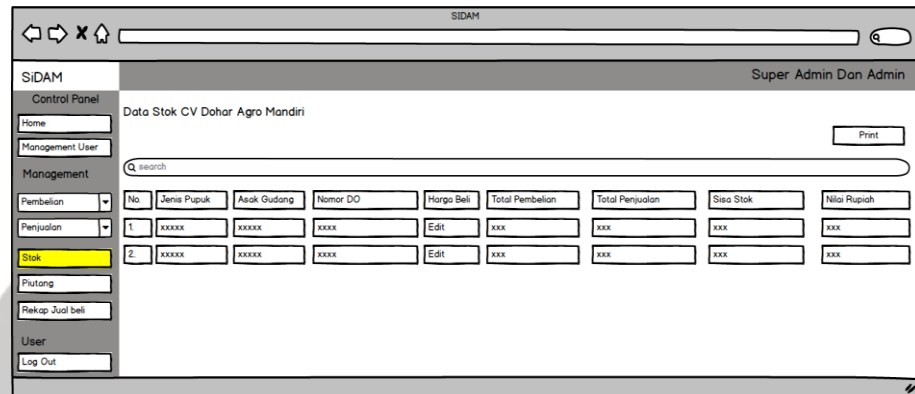 SIDAM
SiDAM
Super Admin Dan Admin
Control Panel
Home
Management User
Management
Pembelian
Penjualan
Stok
Piutang
Rekap Jual beli
User
Log Out
Data Stok CV Dohar Agro Mandiri
Print
search
No. Jenis Pupuk Asak Gudang Nomor DO Harga Beli Total Pembelian Total Penjualan Sisa Stok Nilai Rupiah
1. xxxxx xxxxx xxxx Edit xxx xxx xxx xxx
2. xxxxx xxxxx xxxx Edit xxx xxx xxx xxx